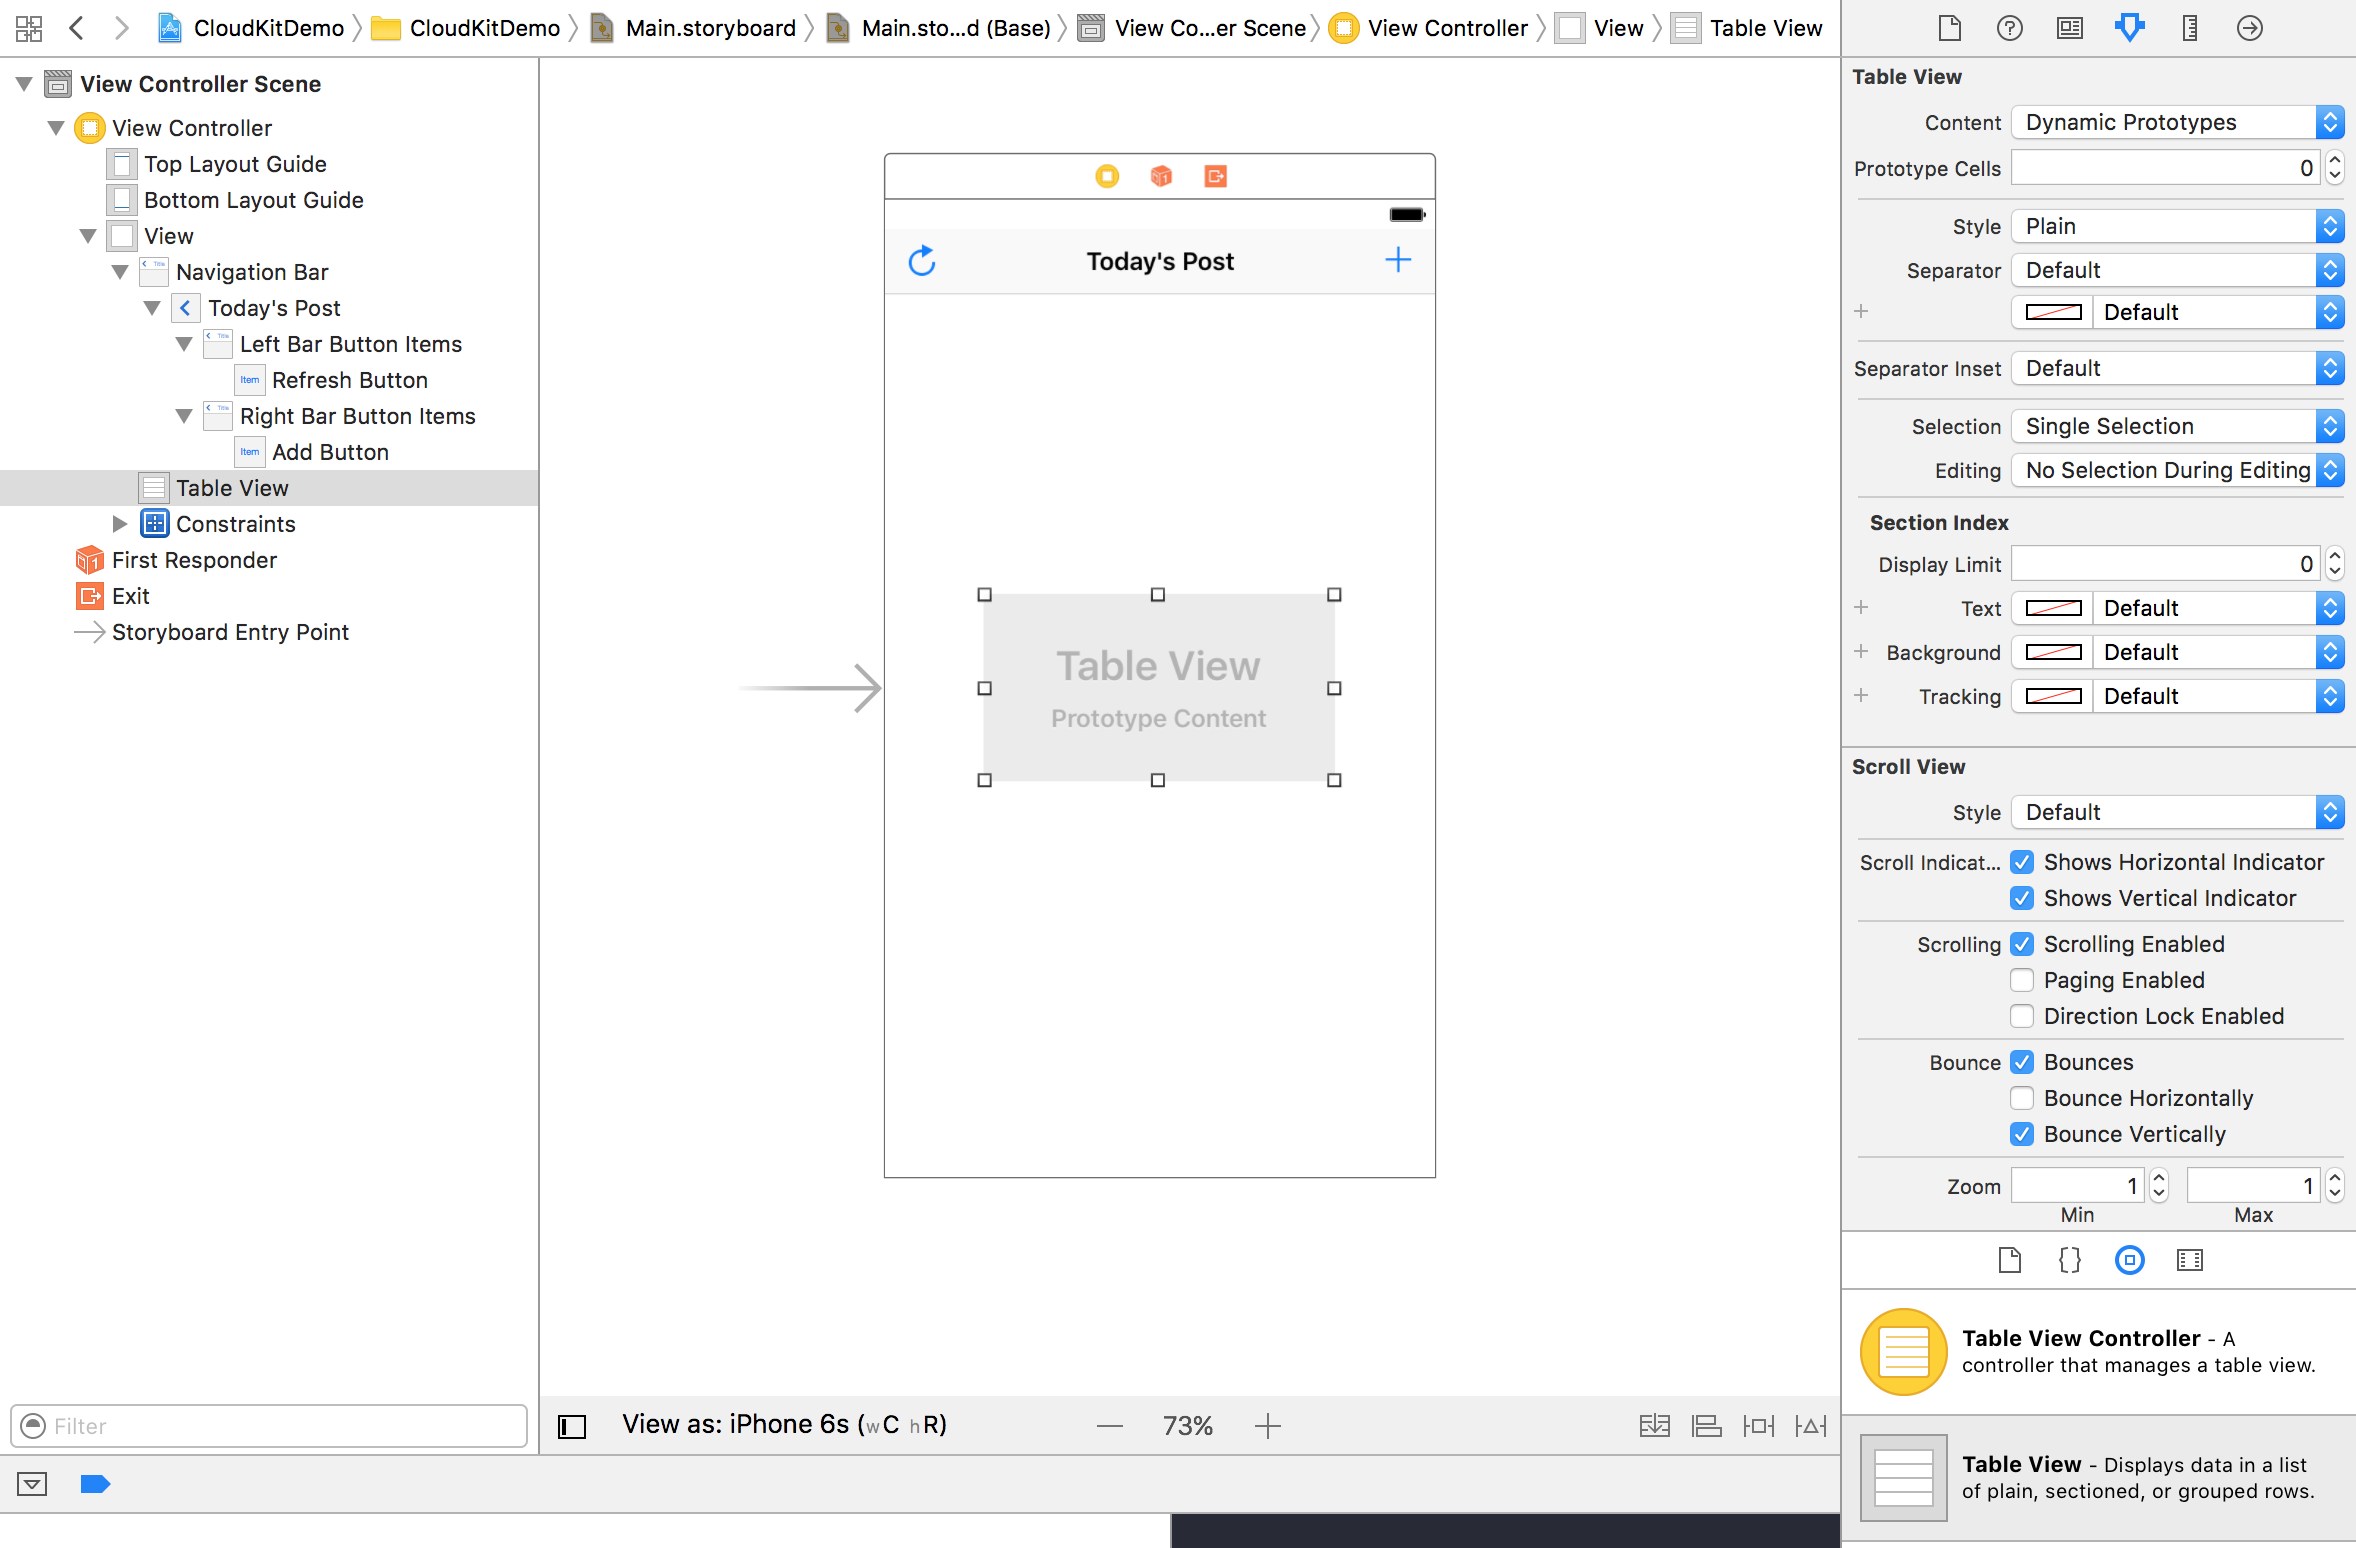 CloudKitDemo CloudKitDemo Main.storyboard Main.sto...d (Base) View Co...er Scene View Controller View Table View
View Controller Scene
View Controller
Top Layout Guide
Bottom Layout Guide
View
Navigation Bar
Today's Post
Left Bar Button Items
Item Refresh Button
Right Bar Button Items
Item Add Button
Table View
Constraints
First Responder
Exit
Storyboard Entry Point
Filter
Today's Post
Table View
Prototype Content
View as: iPhone 6s (wC hR)
73%
Table View
Content Dynamic Prototypes
Prototype Cells 0
Style Plain
Separator Default
Default
Separator Inset Default
Selection Single Selection
Editing No Selection During Editing
Section Index
Display Limit 0
Text Default
Background Default
Tracking Default
Scroll View
Style Default
Scroll Indicat... Shows Horizontal Indicator
Shows Vertical Indicator
Scrolling Scrolling Enabled
Paging Enabled
Direction Lock Enabled
Bounce Bounces
Bounce Horizontally
Bounce Vertically
Zoom 1 1
Min Max
Table View Controller - A
controller that manages a table view.
Table View - Displays data in a list
of plain, sectioned, or grouped rows.